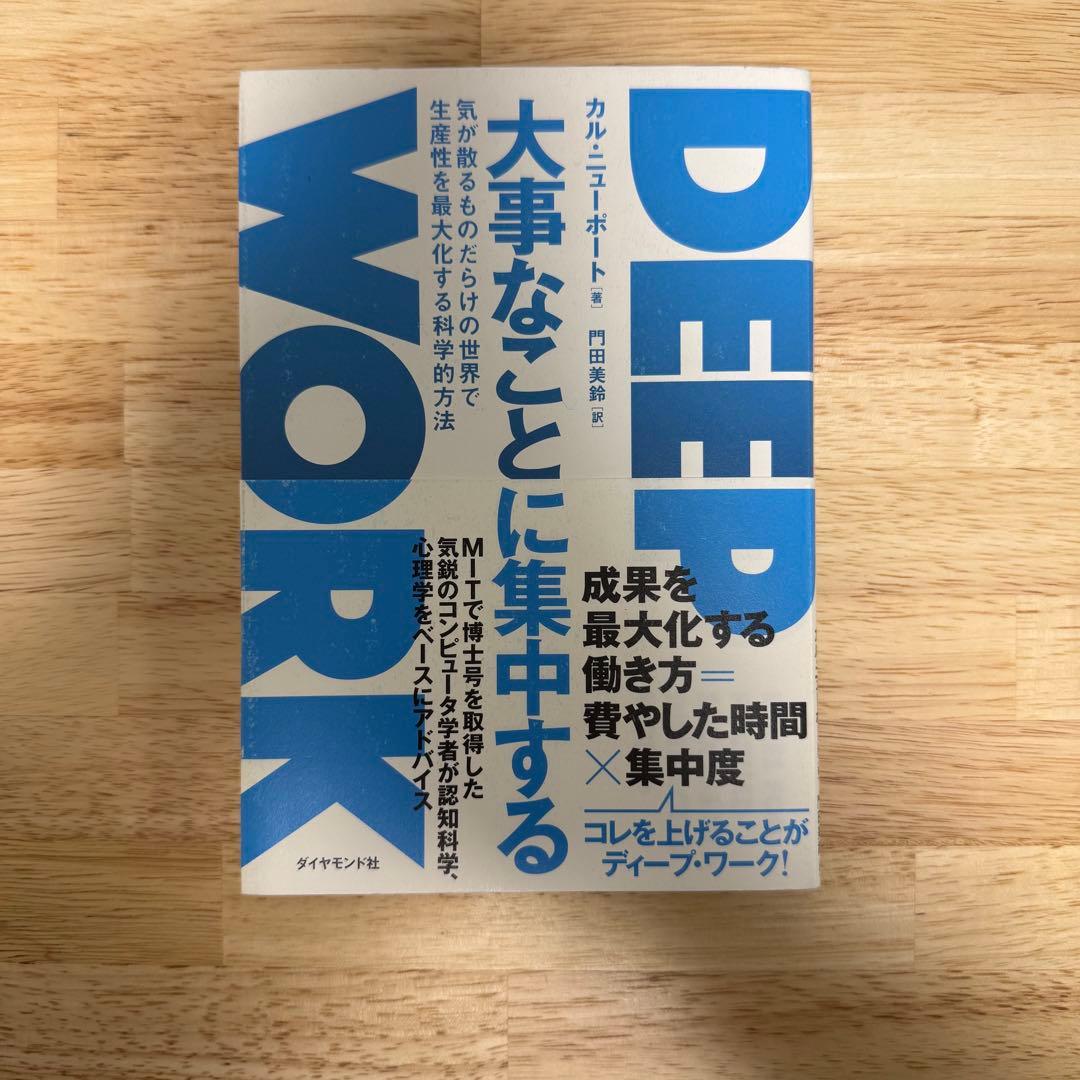 DEEP
WORK
カル・ニューポート[著] 門田美鈴[訳]
大事なことに集中する
気が散るものだらけの世界で
生産性を最大化する科学的方法
成果を
最大化する
働き方=
費やした時間
×集中度
コレを上げることが
ディープ・ワーク!
MITで博士号を取得した
気鋭のコンピュータ学者が認知科学、
心理学をベースにアドバイス
ダイヤモンド社